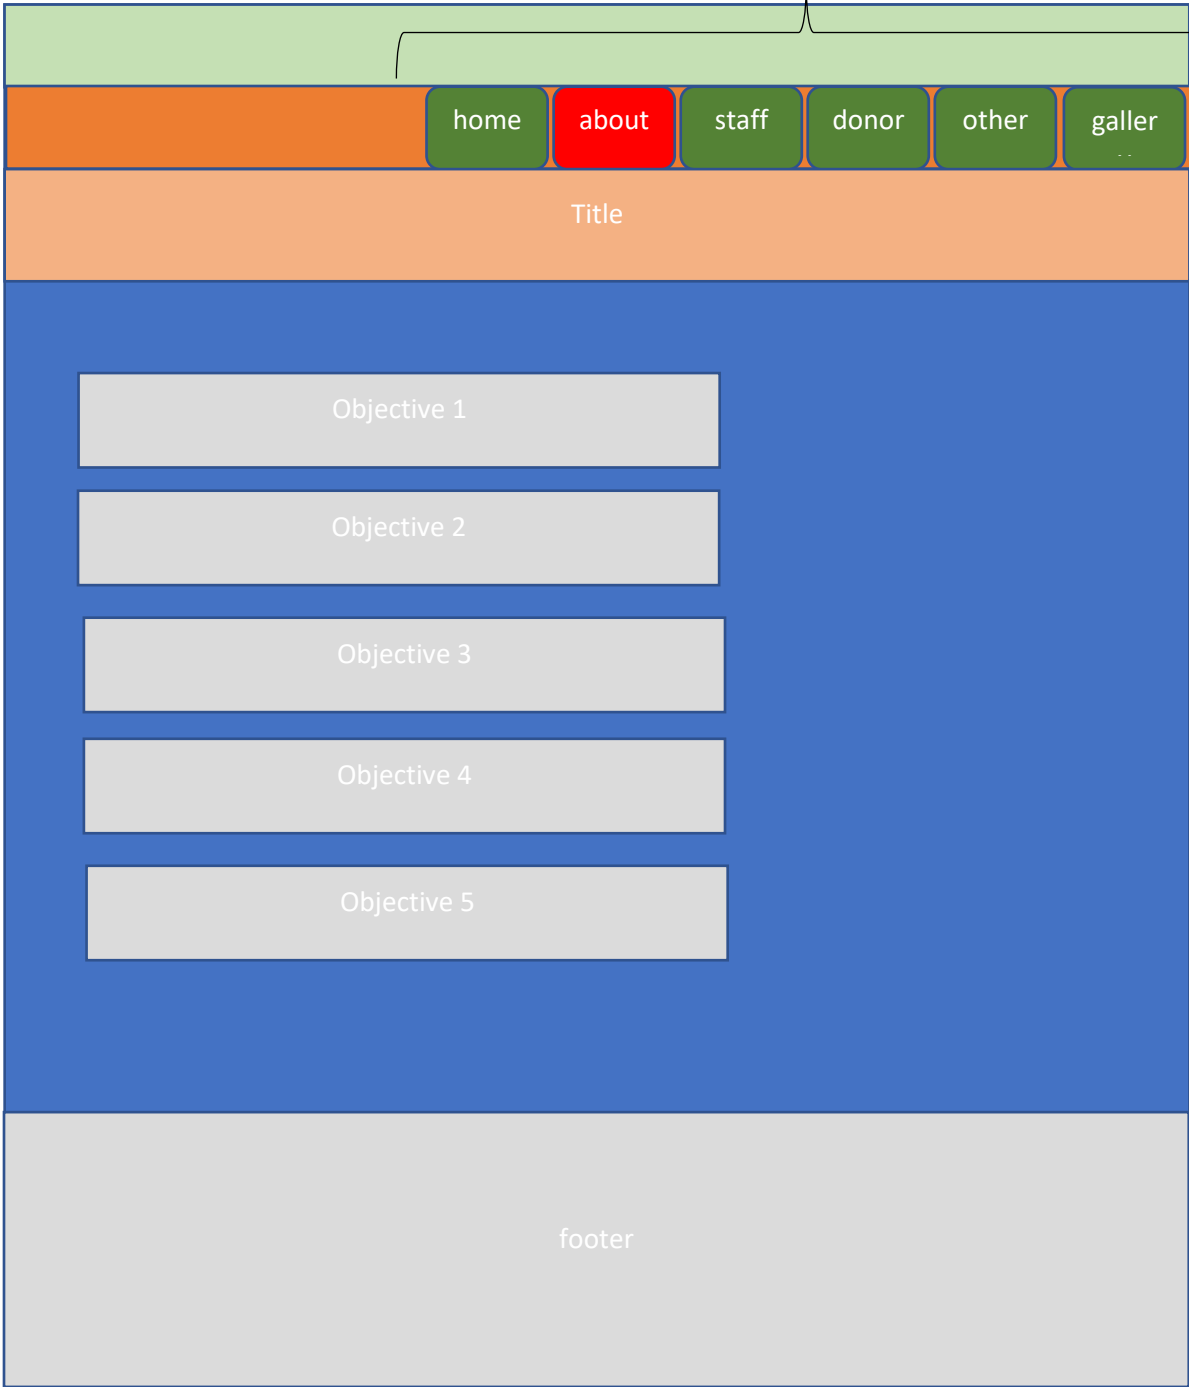 home
about
staff
donor
other
galler
Title
Objective 1
Objective 2
Objective 3
Objective 4
Objective 5
footer